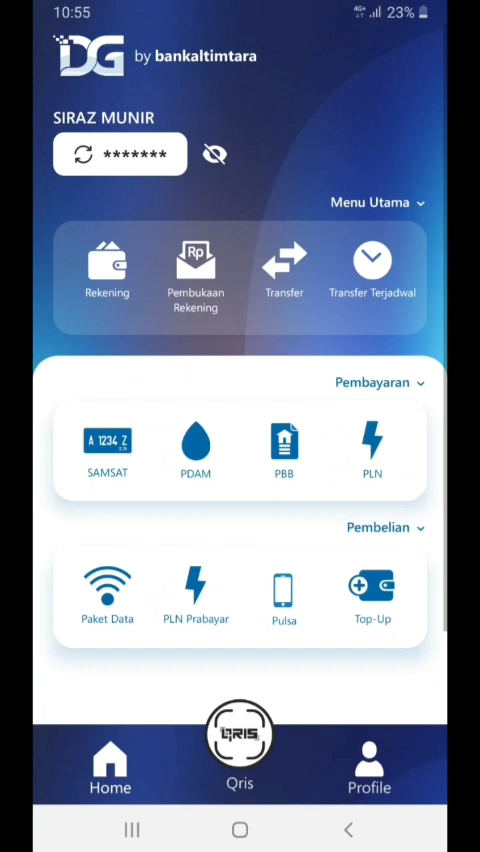 10:55
4G+ 23%
DG by bankaltimtara
SIRAZ MUNIR
*******
Menu Utama
Rp
Rekening
Pembukaan Rekening
Transfer
Transfer Terjadwal
Pembayaran
A 1234 Z
SAMSAT
PDAM
PBB
PLN
Pembelian
Paket Data
PLN Prabayar
Pulsa
Top-Up
QRIS
Home
Qris
Profile